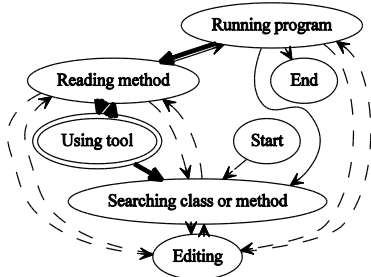 Running program
Reading method
End
Using tool
Start
Searching class or method
Editing